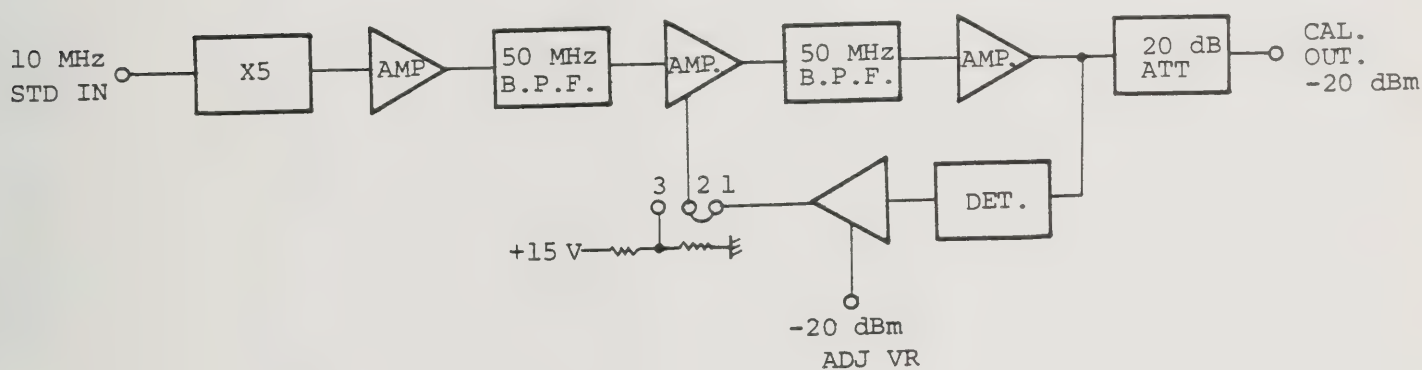 10 MHz
STD IN
X5
AMP
50 MHz
B.P.F.
AMP.
50 MHz
B.P.F.
AMP.
20 dB
ATT
CAL.
OUT.
-20 dBm
3
2
1
DET.
+15 V
-20 dBm
ADJ VR